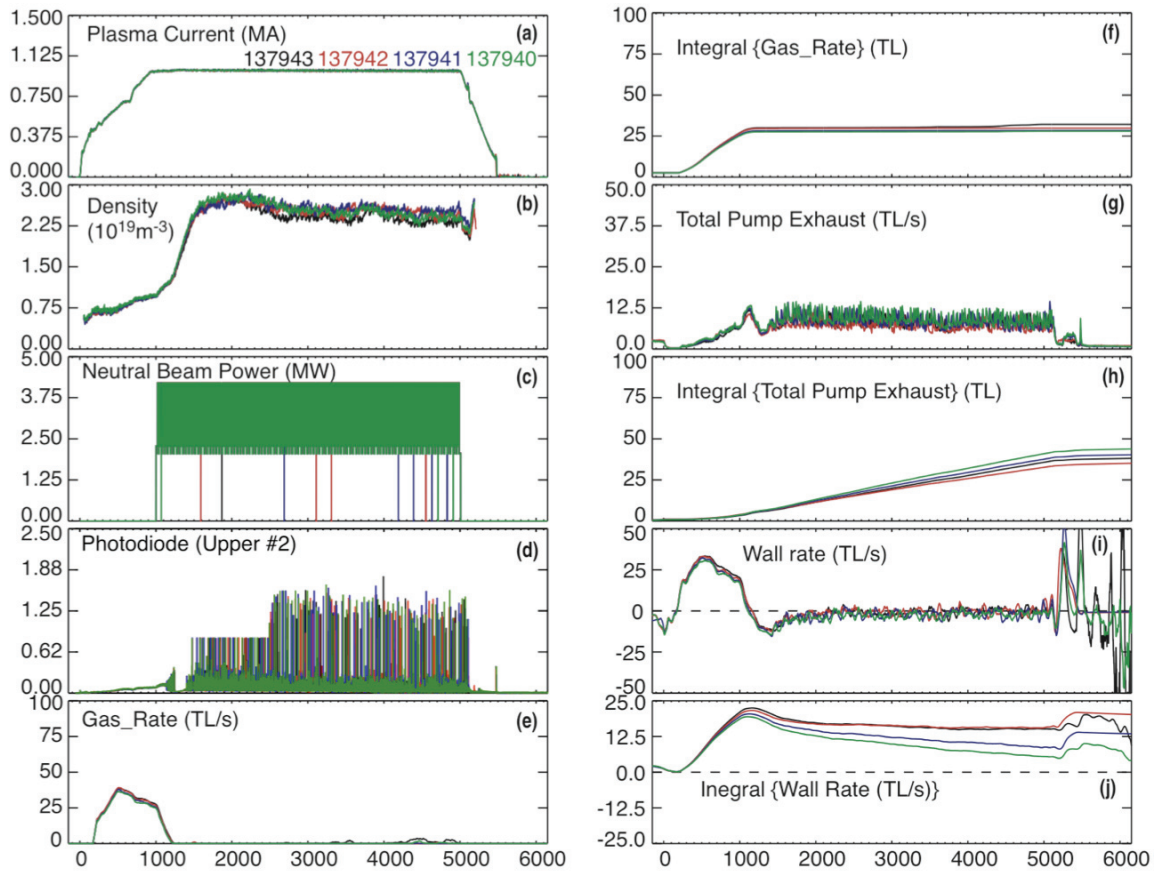 1.500
Plasma Current (MA)
(a)
1.125
137943 137942 137941 137940
0.750
0.375
0.000
3.00
Density
(b)
(10¹⁹m⁻³)
2.25
1.50
0.75
0.00
5.00
Neutral Beam Power (MW)
(c)
3.75
2.50
1.25
0.00
2.50
Photodiode (Upper #2)
(d)
1.88
1.25
0.62
0.00
100
Gas_Rate (TL/s)
(e)
75
50
25
0
0 1000 2000 3000 4000 5000 6000
100
(f)
Integral {Gas_Rate} (TL)
75
50
25
0
50.0
(g)
Total Pump Exhaust (TL/s)
37.5
25.0
12.5
0
100
(h)
Integral {Total Pump Exhaust} (TL)
75
50
25
0
50
Wall rate (TL/s)
(i)
25
0
-25
-50
25.0
12.5
0.0
Inegral {Wall Rate (TL/s)}
(j)
-12.5
-25.0
0 1000 2000 3000 4000 5000 6000